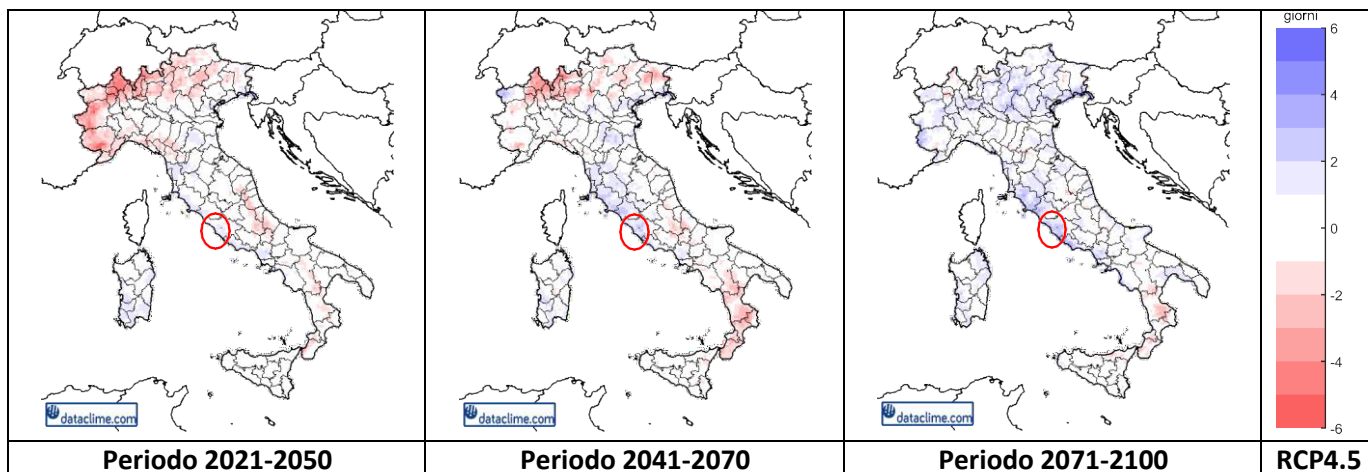 giorni
6
4
2
0
-2
-4
-6
dataclime.com
dataclime.com
dataclime.com
Periodo 2021-2050
Periodo 2041-2070
Periodo 2071-2100
RCP4.5